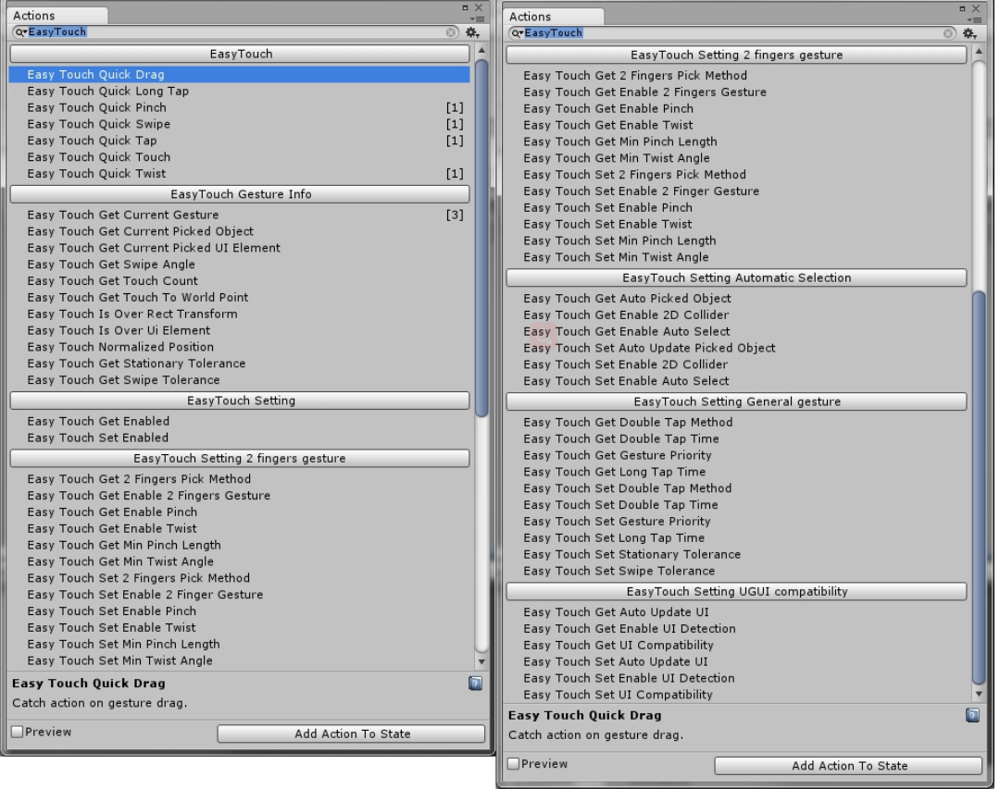 Actions
EasyTouch
EasyTouch
Easy Touch Quick Drag
Easy Touch Quick Long Tap
Easy Touch Quick Pinch [1]
Easy Touch Quick Swipe [1]
Easy Touch Quick Tap [1]
Easy Touch Quick Touch
Easy Touch Quick Twist [1]
EasyTouch Gesture Info
Easy Touch Get Current Gesture [3]
Easy Touch Get Current Picked Object
Easy Touch Get Current Picked UI Element
Easy Touch Get Swipe Angle
Easy Touch Get Touch Count
Easy Touch Get Touch To World Point
Easy Touch Is Over Rect Transform
Easy Touch Is Over Ui Element
Easy Touch Normalized Position
Easy Touch Get Stationary Tolerance
Easy Touch Get Swipe Tolerance
EasyTouch Setting
Easy Touch Get Enabled
Easy Touch Set Enabled
EasyTouch Setting 2 fingers gesture
Easy Touch Get 2 Fingers Pick Method
Easy Touch Get Enable 2 Fingers Gesture
Easy Touch Get Enable Pinch
Easy Touch Get Enable Twist
Easy Touch Get Min Pinch Length
Easy Touch Get Min Twist Angle
Easy Touch Set 2 Fingers Pick Method
Easy Touch Set Enable 2 Finger Gesture
Easy Touch Set Enable Pinch
Easy Touch Set Enable Twist
Easy Touch Set Min Pinch Length
Easy Touch Set Min Twist Angle
Easy Touch Quick Drag
Catch action on gesture drag.
Preview
Add Action To State
Actions
EasyTouch
EasyTouch Setting 2 fingers gesture
Easy Touch Get 2 Fingers Pick Method
Easy Touch Get Enable 2 Fingers Gesture
Easy Touch Get Enable Pinch
Easy Touch Get Enable Twist
Easy Touch Get Min Pinch Length
Easy Touch Get Min Twist Angle
Easy Touch Set 2 Fingers Pick Method
Easy Touch Set Enable 2 Finger Gesture
Easy Touch Set Enable Pinch
Easy Touch Set Enable Twist
Easy Touch Set Min Pinch Length
Easy Touch Set Min Twist Angle
EasyTouch Setting Automatic Selection
Easy Touch Get Auto Picked Object
Easy Touch Get Enable 2D Collider
Easy Touch Get Enable Auto Select
Easy Touch Set Auto Update Picked Object
Easy Touch Set Enable 2D Collider
Easy Touch Set Enable Auto Select
EasyTouch Setting General gesture
Easy Touch Get Double Tap Method
Easy Touch Get Double Tap Time
Easy Touch Get Gesture Priority
Easy Touch Get Long Tap Time
Easy Touch Set Double Tap Method
Easy Touch Set Double Tap Time
Easy Touch Set Gesture Priority
Easy Touch Set Long Tap Time
Easy Touch Set Stationary Tolerance
Easy Touch Set Swipe Tolerance
EasyTouch Setting UGUI compatibility
Easy Touch Get Auto Update UI
Easy Touch Get Enable UI Detection
Easy Touch Get UI Compatibility
Easy Touch Set Auto Update UI
Easy Touch Set Enable UI Detection
Easy Touch Set UI Compatibility
Easy Touch Quick Drag
Catch action on gesture drag.
Preview
Add Action To State